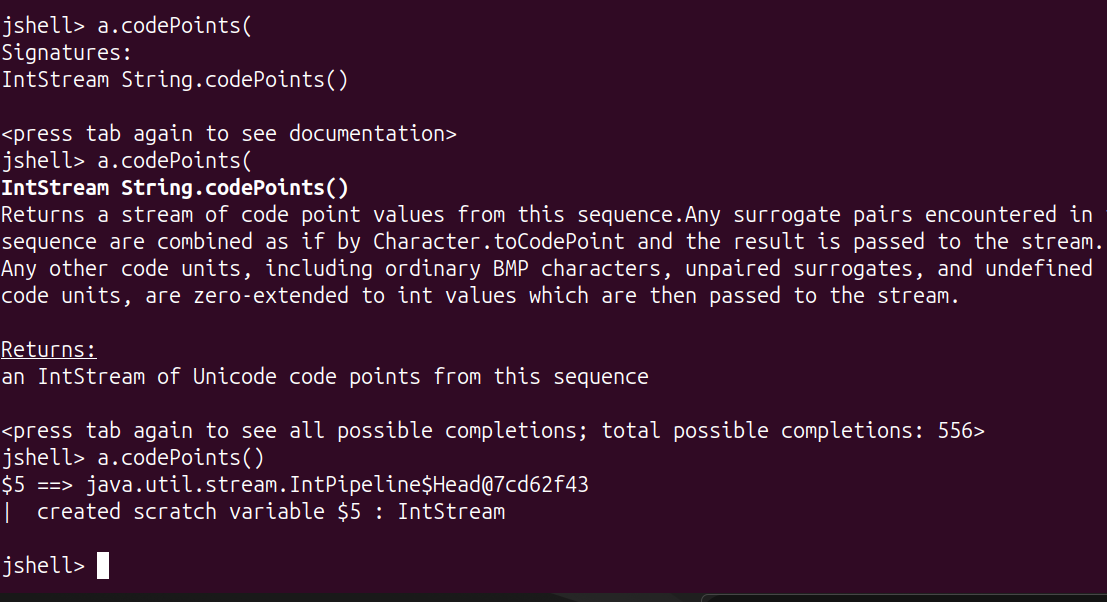 jshell> a.codePoints(
Signatures:
IntStream String.codePoints()
<press tab again to see documentation>
jshell> a.codePoints(
IntStream String.codePoints()
Returns a stream of code point values from this sequence.Any surrogate pairs encountered in
sequence are combined as if by Character.toCodePoint and the result is passed to the stream.
Any other code units, including ordinary BMP characters, unpaired surrogates, and undefined
code units, are zero-extended to int values which are then passed to the stream.
Returns:
an IntStream of Unicode code points from this sequence
<press tab again to see all possible completions; total possible completions: 556>
jshell> a.codePoints()
$5 ==> java.util.stream.IntPipeline$Head@7cd62f43
|  created scratch variable $5 : IntStream
jshell>